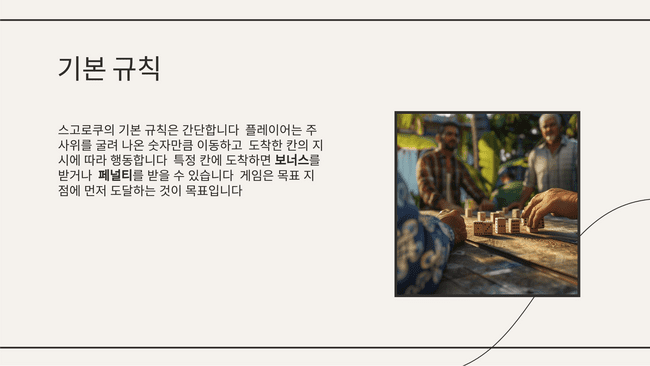 기본 규칙
스고로쿠의 기본 규칙은 간단합니다 플레이어는 주
사위를 굴려 나온 숫자만큼 이동하고 도착한 칸의 지
시에 따라 행동합니다 특정 칸에 도착하면 보너스를
받거나 페널티를 받을 수 있습니다 게임은 목표 지
점에 먼저 도달하는 것이 목표입니다